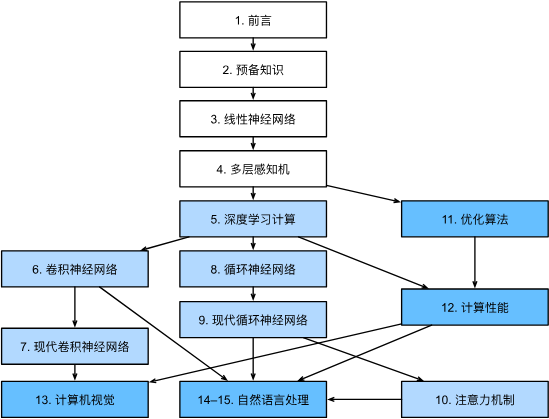 1. 前言
2. 预备知识
3. 线性神经网络
4. 多层感知机
5. 深度学习计算
11. 优化算法
6. 卷积神经网络
8. 循环神经网络
12. 计算性能
9. 现代循环神经网络
7. 现代卷积神经网络
13. 计算机视觉
14–15. 自然语言处理
10. 注意力机制